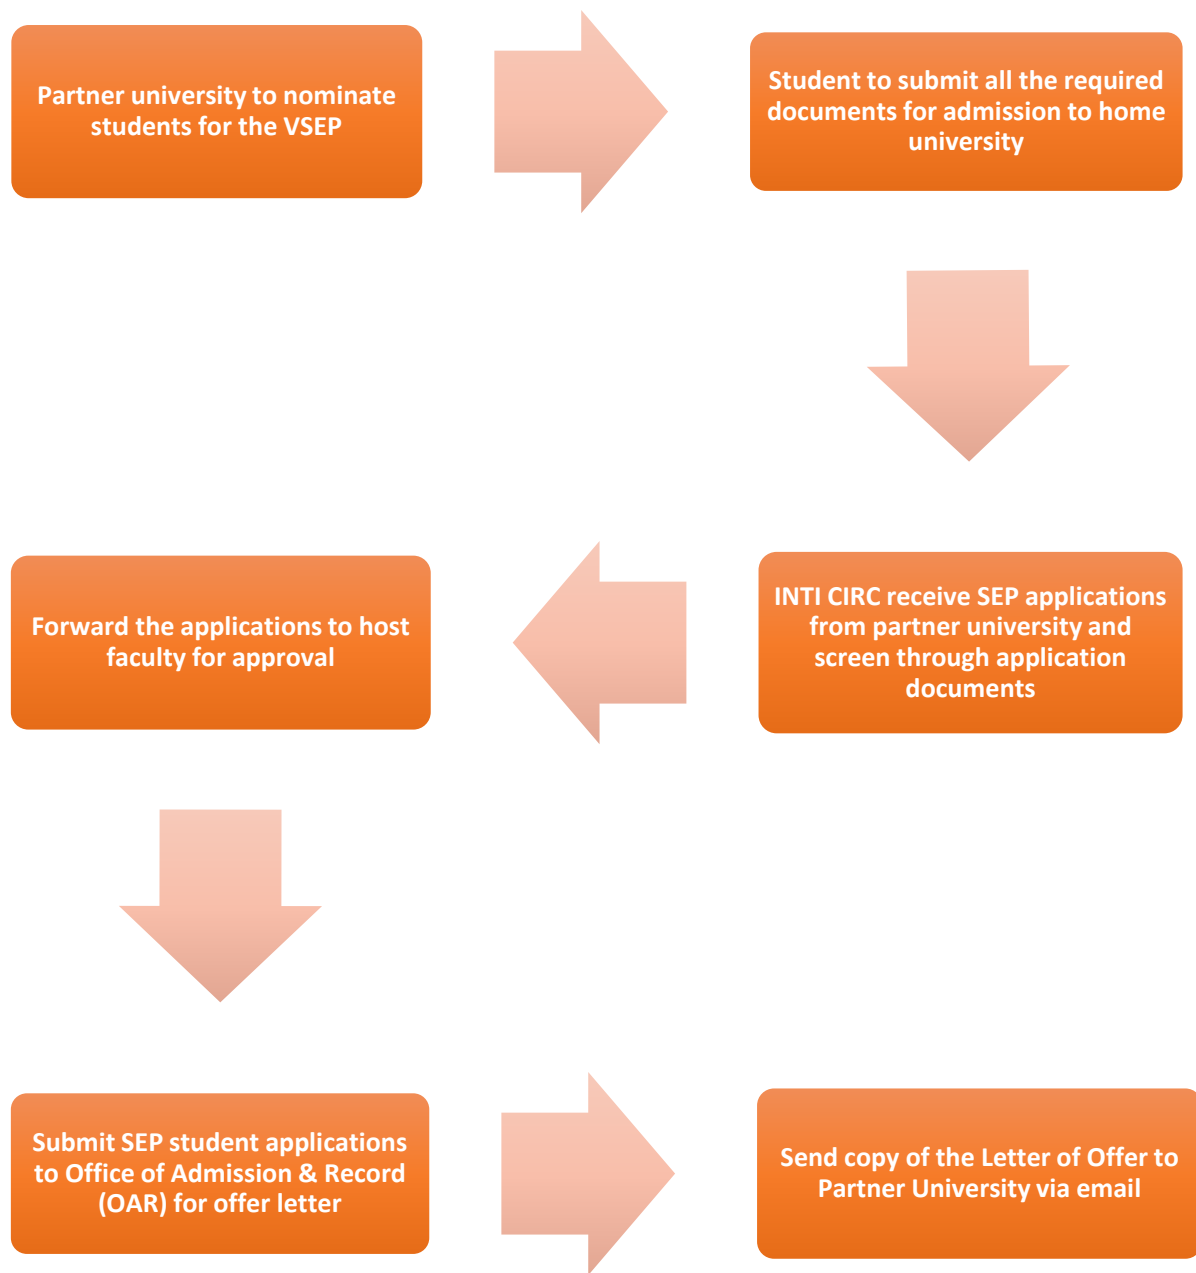 Partner university to nominate
students for the VSEP
Student to submit all the required
documents for admission to home
university
INTI CIRC receive SEP applications
from partner university and
screen through application
documents
Forward the applications to host
faculty for approval
Submit SEP student applications
to Office of Admission & Record
(OAR) for offer letter
Send copy of the Letter of Offer to
Partner University via email